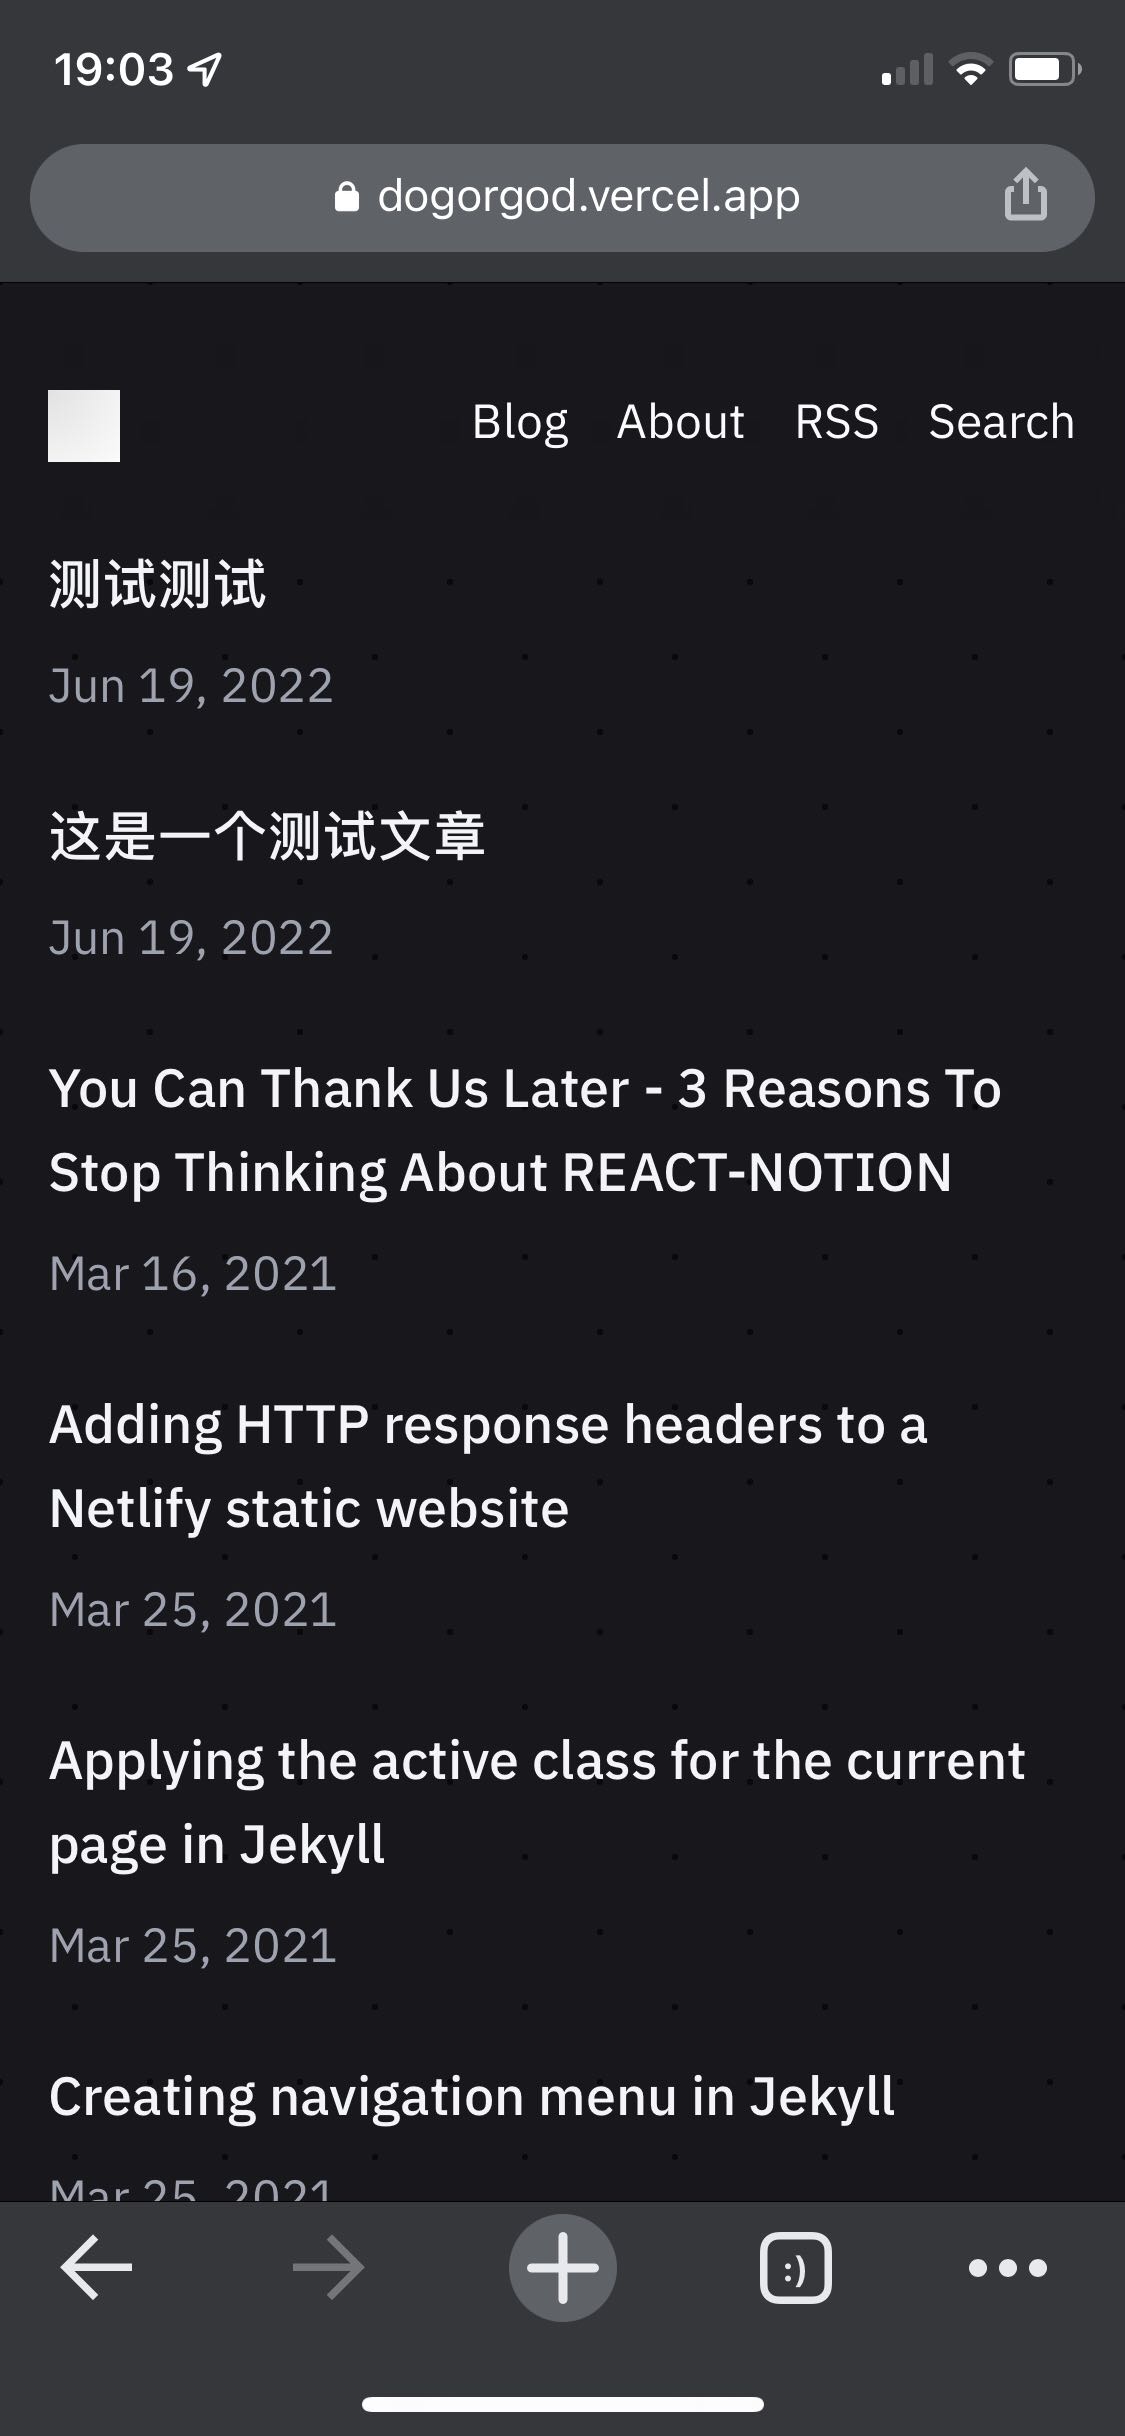 19:03
dogorgod.vercel.app
Blog About RSS Search
测试测试
Jun 19, 2022
这是一个测试文章
Jun 19, 2022
You Can Thank Us Later - 3 Reasons To
Stop Thinking About REACT-NOTION
Mar 16, 2021
Adding HTTP response headers to a
Netlify static website
Mar 25, 2021
Applying the active class for the current
page in Jekyll
Mar 25, 2021
Creating navigation menu in Jekyll
Mar 25, 2021
:)